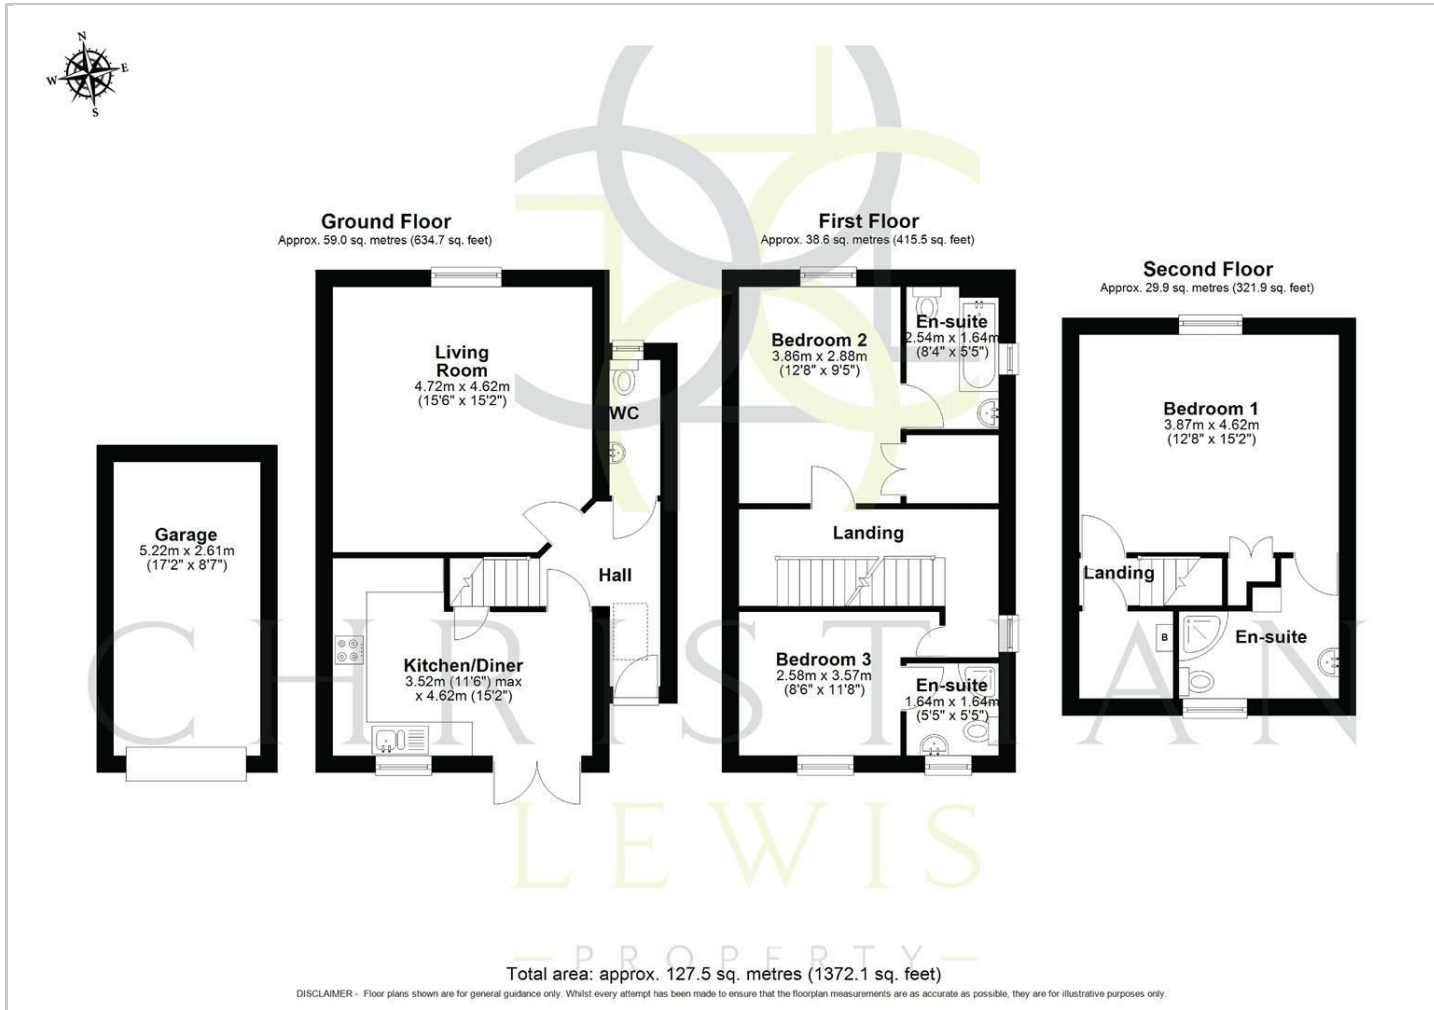 N
W E
S
Ground Floor
Approx. 59.0 sq. metres (634.7 sq. feet)
First Floor
Approx. 38.6 sq. metres (415.5 sq. feet)
Second Floor
Approx. 29.9 sq. metres (321.9 sq. feet)
Living
Room
4.72m x 4.62m
(15'6" x 15'2")
WC
Garage
5.22m x 2.61m
(17'2" x 8'7")
Hall
Kitchen/Diner
3.52m (11'6") max
x 4.62m (15'2")
Bedroom 2
3.86m x 2.88m
(12'8" x 9'5")
En-suite
2.54m x 1.64m
(8'4" x 5'5")
Landing
Bedroom 3
2.58m x 3.57m
(8'6" x 11'8")
En-suite
1.64m x 1.64m
(5'5" x 5'5")
Bedroom 1
3.87m x 4.62m
(12'8" x 15'2")
Landing
B
En-suite
CHRISTIAN
LEWIS
PROPERTY
Total area: approx. 127.5 sq. metres (1372.1 sq. feet)
DISCLAIMER - Floor plans shown are for general guidance only. Whilst every attempt has been made to ensure that the floorplan measurements are as accurate as possible, they are for illustrative purposes only.